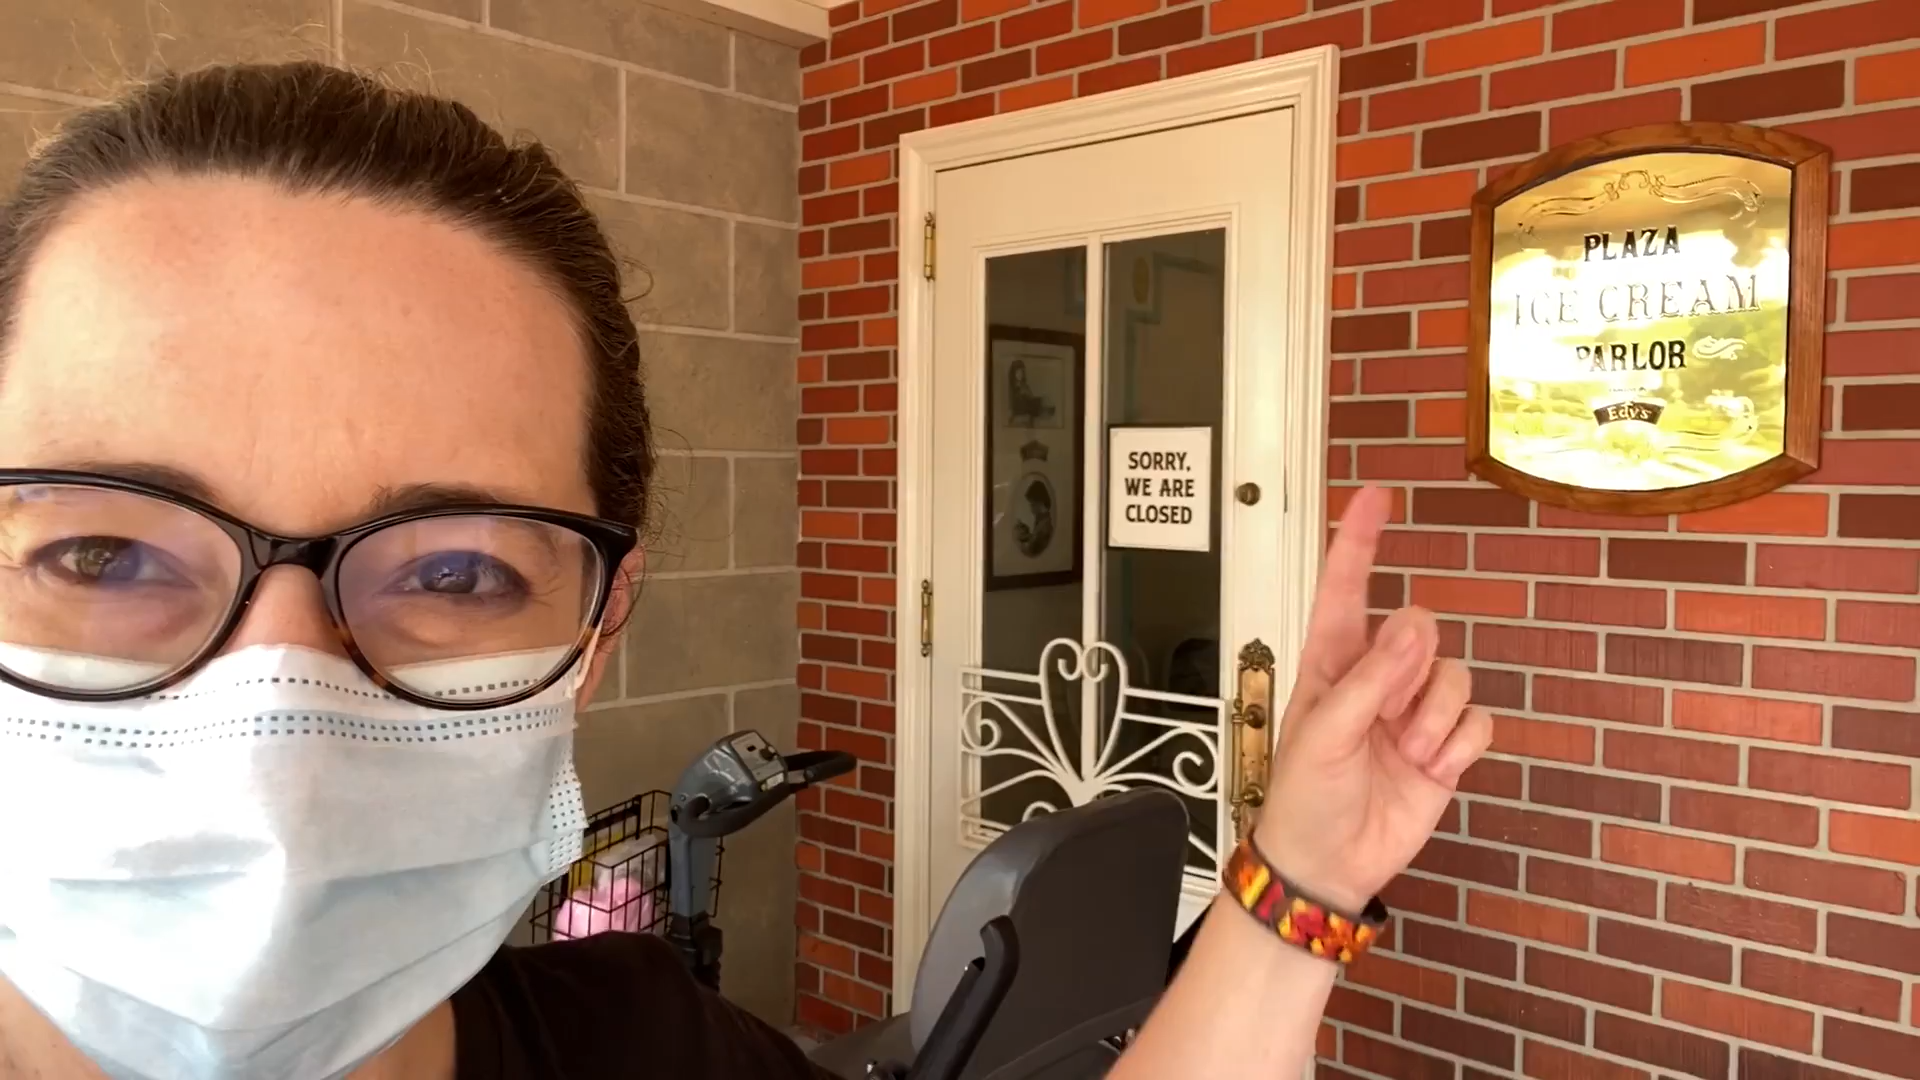 SORRY,
WE ARE
CLOSED
PLAZA
ICE CREAM
PARLOR
Edy's